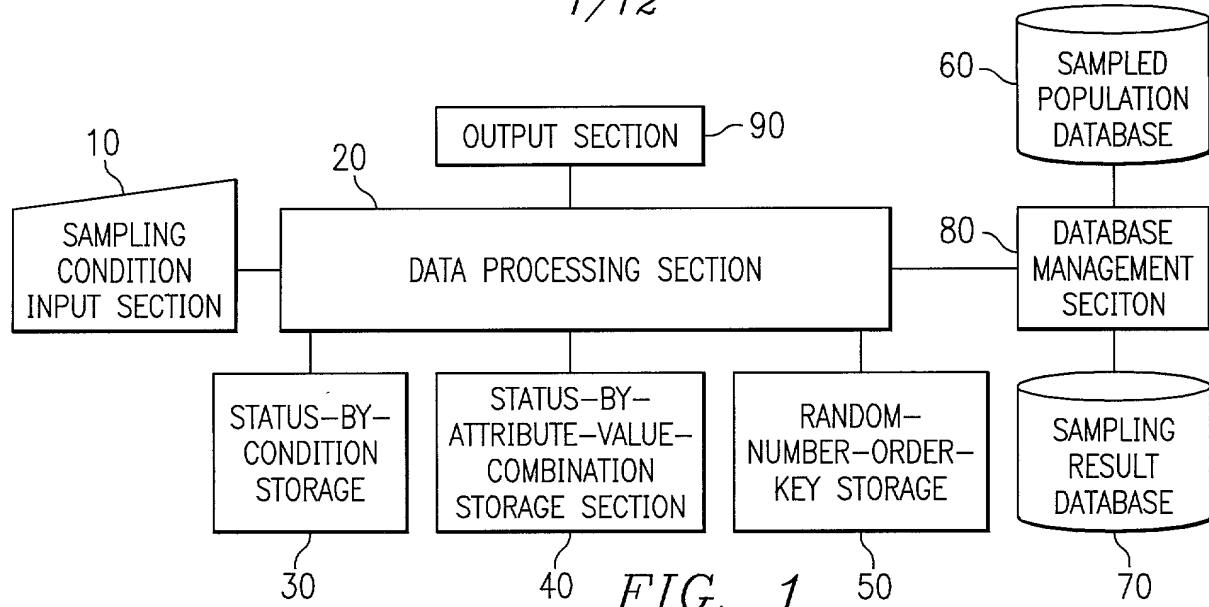 1/12
60
SAMPLED
POPULATION
DATABASE
10
OUTPUT SECTION
90
20
SAMPLING
CONDITION
INPUT SECTION
DATA PROCESSING SECTION
80
DATABASE
MANAGEMENT
SECITON
STATUS-BY-
CONDITION
STORAGE
STATUS-BY-
ATTRIBUTE-VALUE-
COMBINATION
STORAGE SECTION
RANDOM-
NUMBER-ORDER-
KEY STORAGE
SAMPLING
RESULT
DATABASE
30
40
50
70
FIG. 1